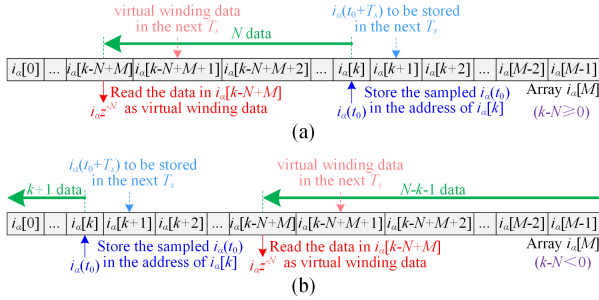 virtual winding data
in the next Tₛ
iα(t₀+Tₛ) to be stored
in the next Tₛ
N data
iα[0] ... iα[k-N+M] iα[k-N+M+1] iα[k-N+M+2] ... iα[k] iα[k+1] iα[k+2] ... iα[M-2] iα[M-1]
Read the data in iα[k-N+M]
iαz⁻ᴺ as virtual winding data
Store the sampled iα(t₀)
iα(t₀) in the address of iα[k]
Array iα[M]
(k-N≥0)
(a)
iα(t₀+Tₛ) to be stored
in the next Tₛ
virtual winding data
in the next Tₛ
k+1 data
N-k-1 data
iα[0] ... iα[k] iα[k+1] iα[k+2] ... iα[k-N+M] iα[k-N+M+1] iα[k-N+M+2] ... iα[M-2] iα[M-1]
Store the sampled iα(t₀)
iα(t₀) in the address of iα[k]
Read the data in iα[k-N+M]
iαz⁻ᴺ as virtual winding data
Array iα[M]
(k-N<0)
(b)